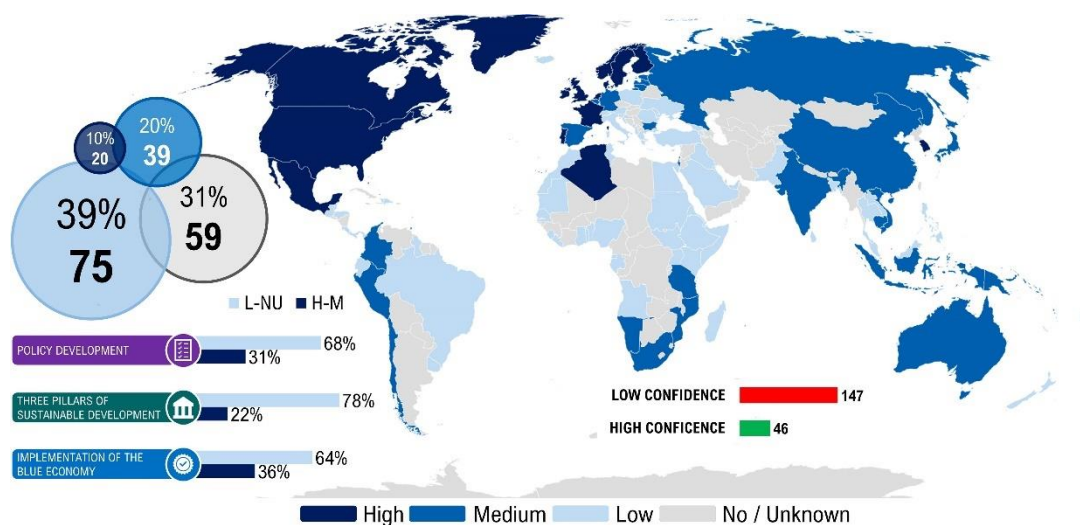 10%
20
20%
39
31%
59
39%
75
L-NU H-M
POLICY DEVELOPMENT
68%
31%
THREE PILLARS OF
SUSTAINABLE DEVELOPMENT
78%
22%
IMPLEMENTATION OF THE
BLUE ECONOMY
64%
36%
LOW CONFIDENCE 147
HIGH CONFICENCE 46
High Medium Low No / Unknown